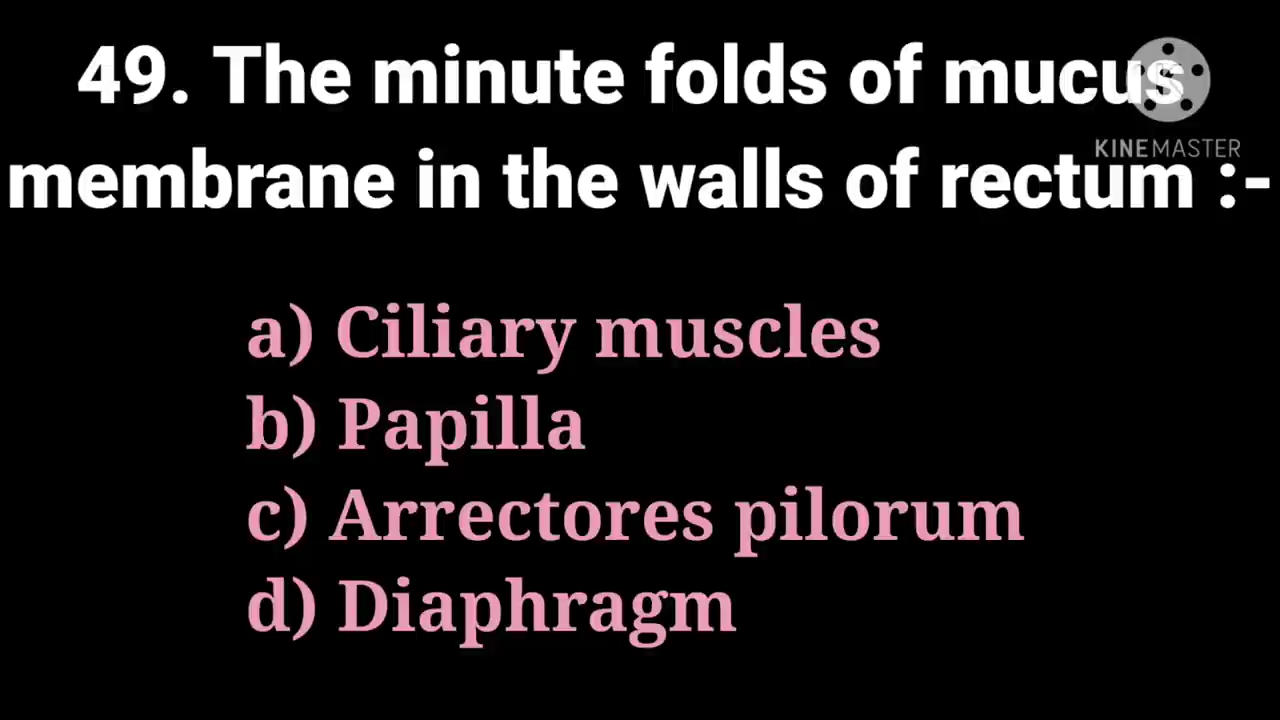 49. The minute folds of mucus
KINEMASTER
membrane in the walls of rectum :-
a) Ciliary muscles
b) Papilla
c) Arrectores pilorum
d) Diaphragm